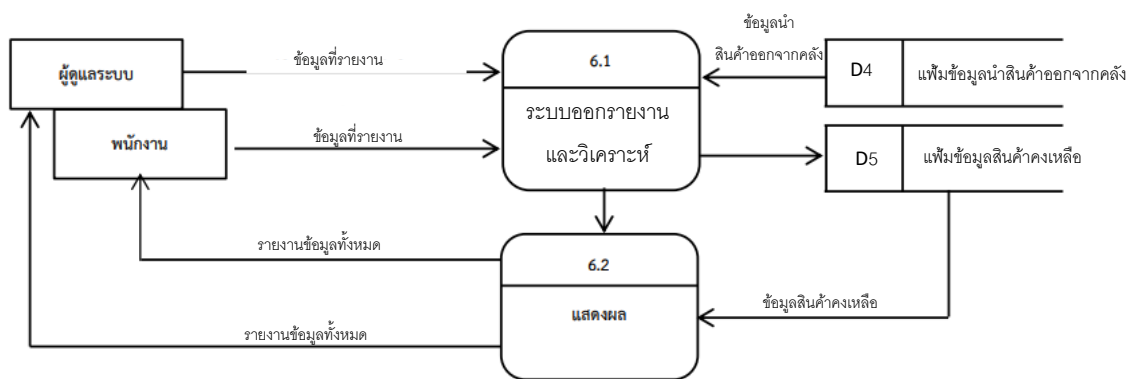 ข้อมูลนำ
สินค้าออกจากคลัง
ผู้ดูแลระบบ
ข้อมูลที่รายงาน
6.1
D4
แฟ้มข้อมูลนำสินค้าออกจากคลัง
ระบบออกรายงาน
และวิเคราะห์
พนักงาน
ข้อมูลที่รายงาน
D5
แฟ้มข้อมูลสินค้าคงเหลือ
รายงานข้อมูลทั้งหมด
6.2
แสดงผล
ข้อมูลสินค้าคงเหลือ
รายงานข้อมูลทั้งหมด